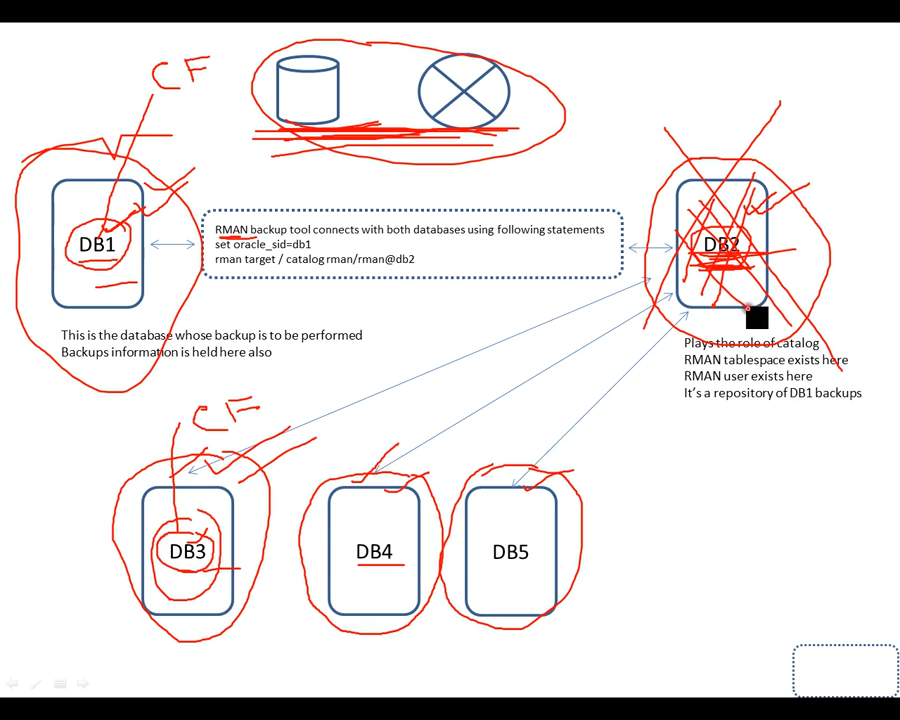 CF
DB1
RMAN backup tool connects with both databases using following statements
set oracle_sid=db1
rman target / catalog rman/rman@db2
DB2
This is the database whose backup is to be performed
Backups information is held here also
Plays the role of catalog
RMAN tablespace exists here
RMAN user exists here
It's a repository of DB1 backups
CF
DB3
DB4
DB5